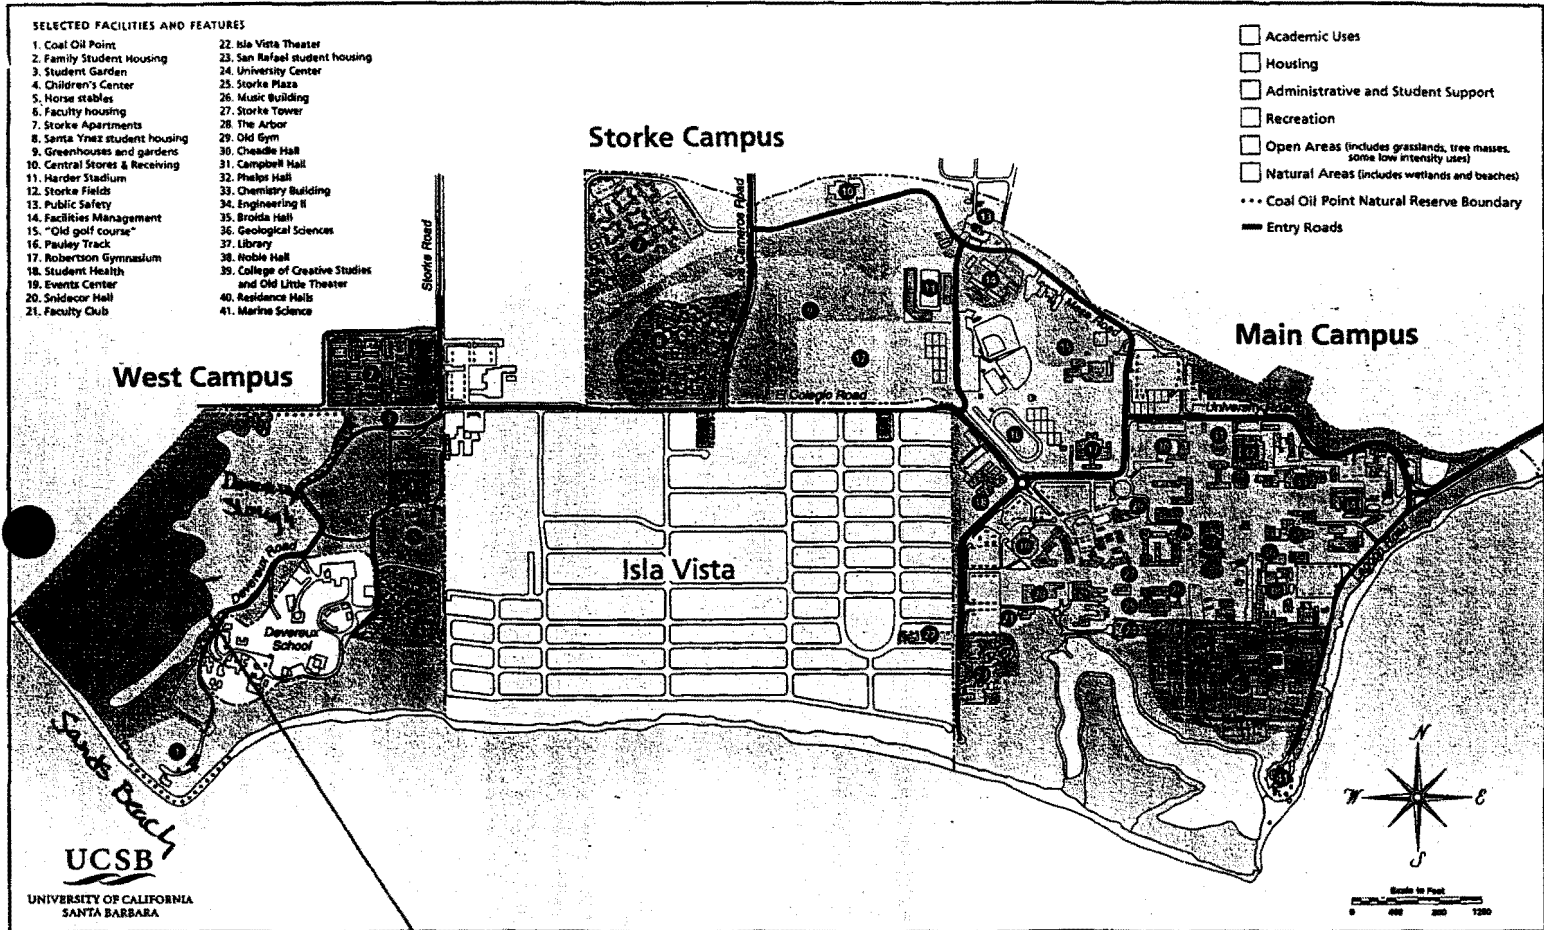 SELECTED FACILITIES AND FEATURES
1. Coal Oil Point
2. Family Student Housing
3. Student Garden
4. Children's Center
5. Horse stables
6. Faculty housing
7. Storke Apartments
8. Santa Ynez student housing
9. Greenhouses and gardens
10. Central Stores & Receiving
11. Harder Stadium
12. Storke Fields
13. Public Safety
14. Facilities Management
15. "Old golf course"
16. Pauley Track
17. Robertson Gymnasium
18. Student Health
19. Events Center
20. Snidecor Hall
21. Faculty Club
22. Isla Vista Theater
23. San Rafael student housing
24. University Center
25. Storke Plaza
26. Music Building
27. Storke Tower
28. The Arbor
29. Old Gym
30. Cheadle Hall
31. Campbell Hall
32. Phelps Hall
33. Chemistry Building
34. Engineering II
35. Broida Hall
36. Geological Sciences
37. Library
38. Noble Hall
39. College of Creative Studies
and Old Little Theater
40. Residence Halls
41. Marine Science
Academic Uses
Housing
Administrative and Student Support
Recreation
Open Areas (includes grasslands, tree masses,
some low intensity uses)
Natural Areas (includes wetlands and beaches)
Coal Oil Point Natural Reserve Boundary
Entry Roads
Storke Campus
Main Campus
West Campus
Storke Road
Mesa Road
El Colegio Road
Isla Vista
Devereux Road
Devereux
School
Lagoon Road
Sands Beach
UCSB
UNIVERSITY OF CALIFORNIA
SANTA BARBARA
N
W
E
S
Scale in Feet
0 400 800 1200